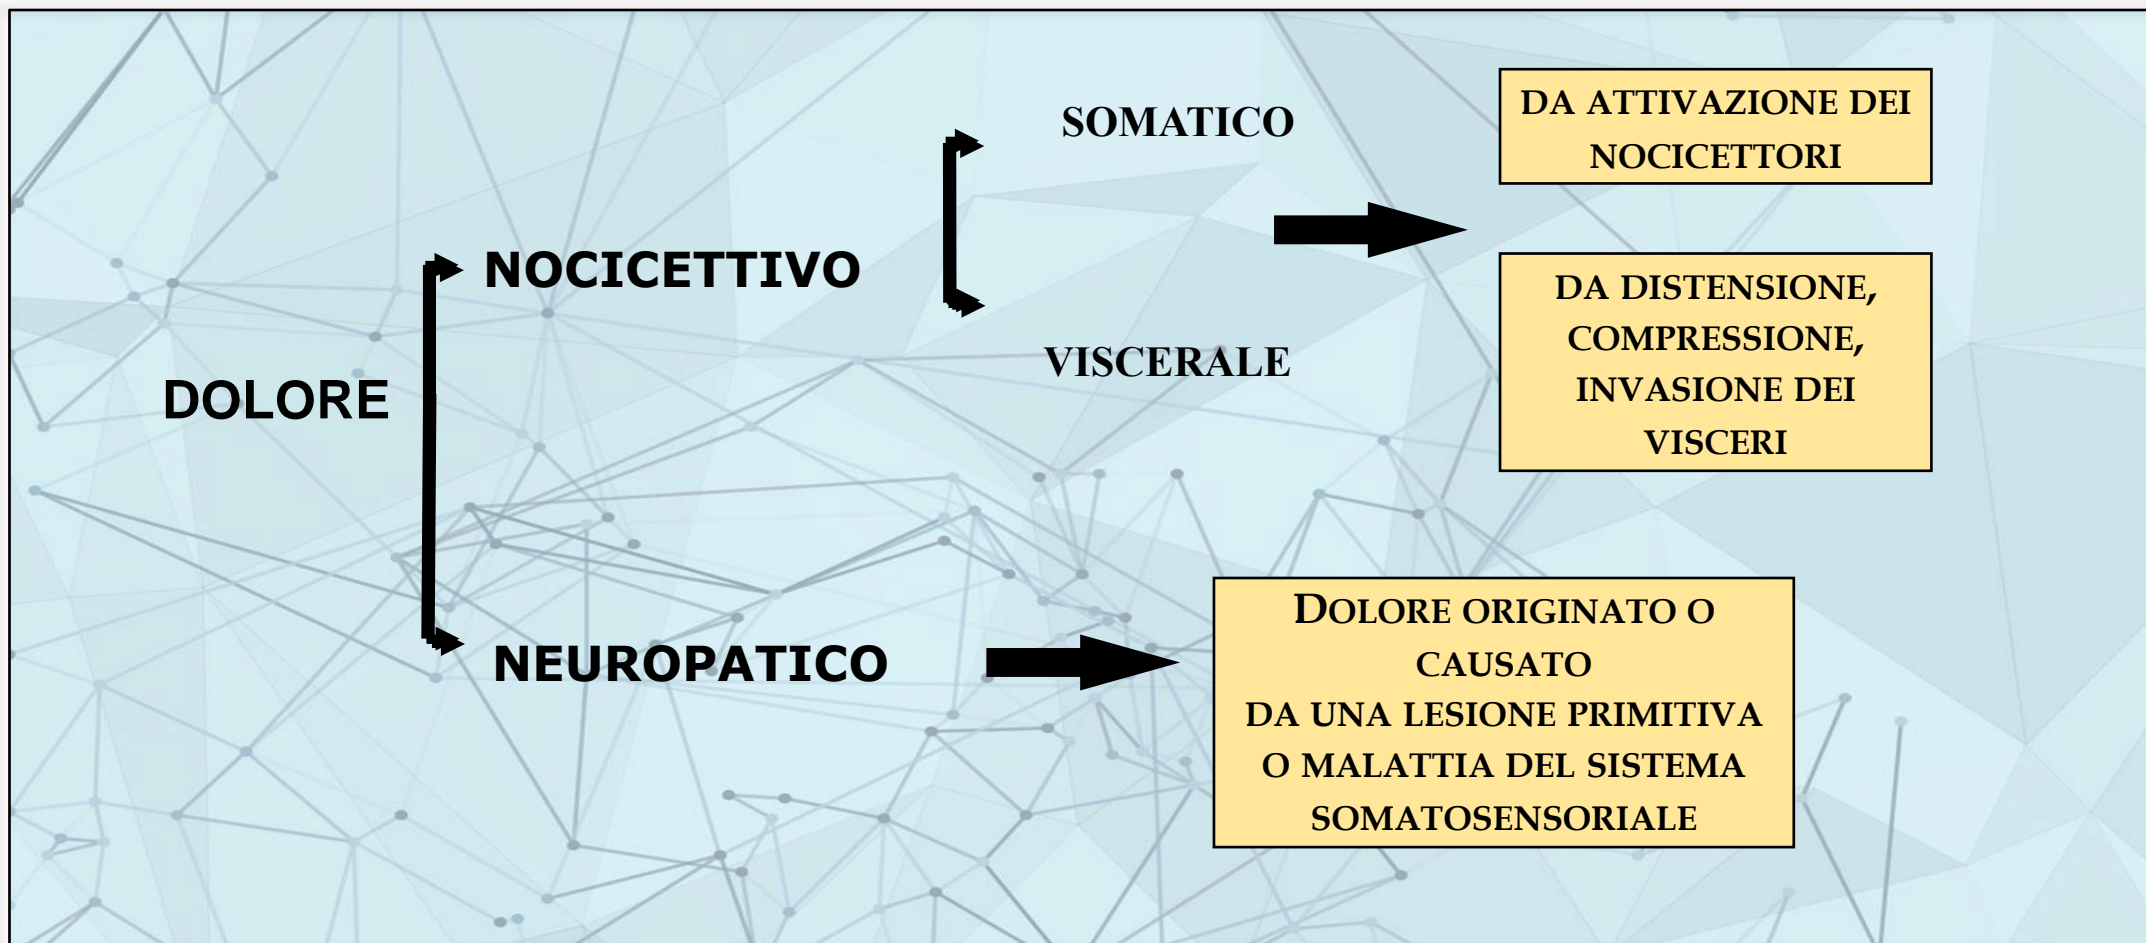 SOMATICO
DA ATTIVAZIONE DEI
NOCICETTORI
NOCICETTIVO
DA DISTENSIONE,
COMPRESSIONE,
INVASIONE DEI
VISCERI
VISCERALE
DOLORE
NEUROPATICO
DOLORE ORIGINATO O
CAUSATO
DA UNA LESIONE PRIMITIVA
O MALATTIA DEL SISTEMA
SOMATOSENSORIALE